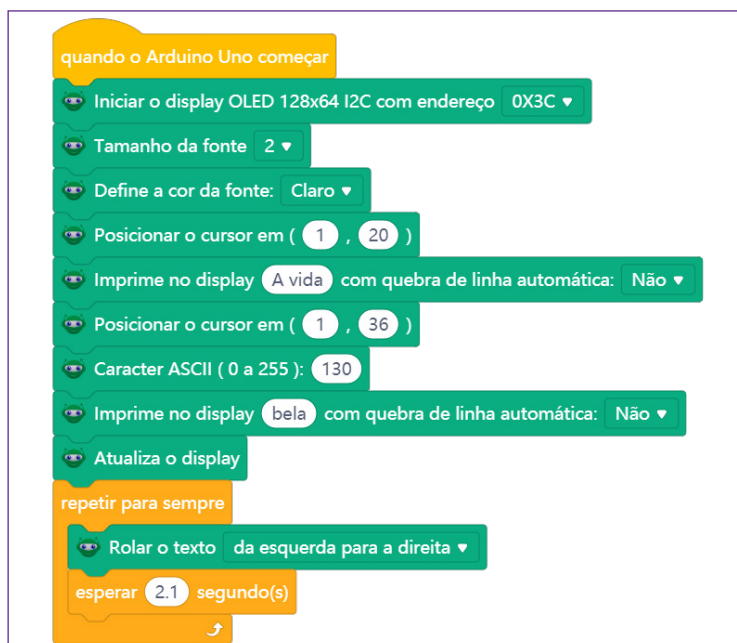 quando o Arduino Uno começar
Iniciar o display OLED 128x64 I2C com endereço 0X3C
Tamanho da fonte 2
Define a cor da fonte: Claro
Posicionar o cursor em ( 1 , 20 )
Imprime no display A vida com quebra de linha automática: Não
Posicionar o cursor em ( 1 , 36 )
Caracter ASCII ( 0 a 255 ): 130
Imprime no display bela com quebra de linha automática: Não
Atualiza o display
repetir para sempre
Rolar o texto da esquerda para a direita
esperar 2.1 segundo(s)